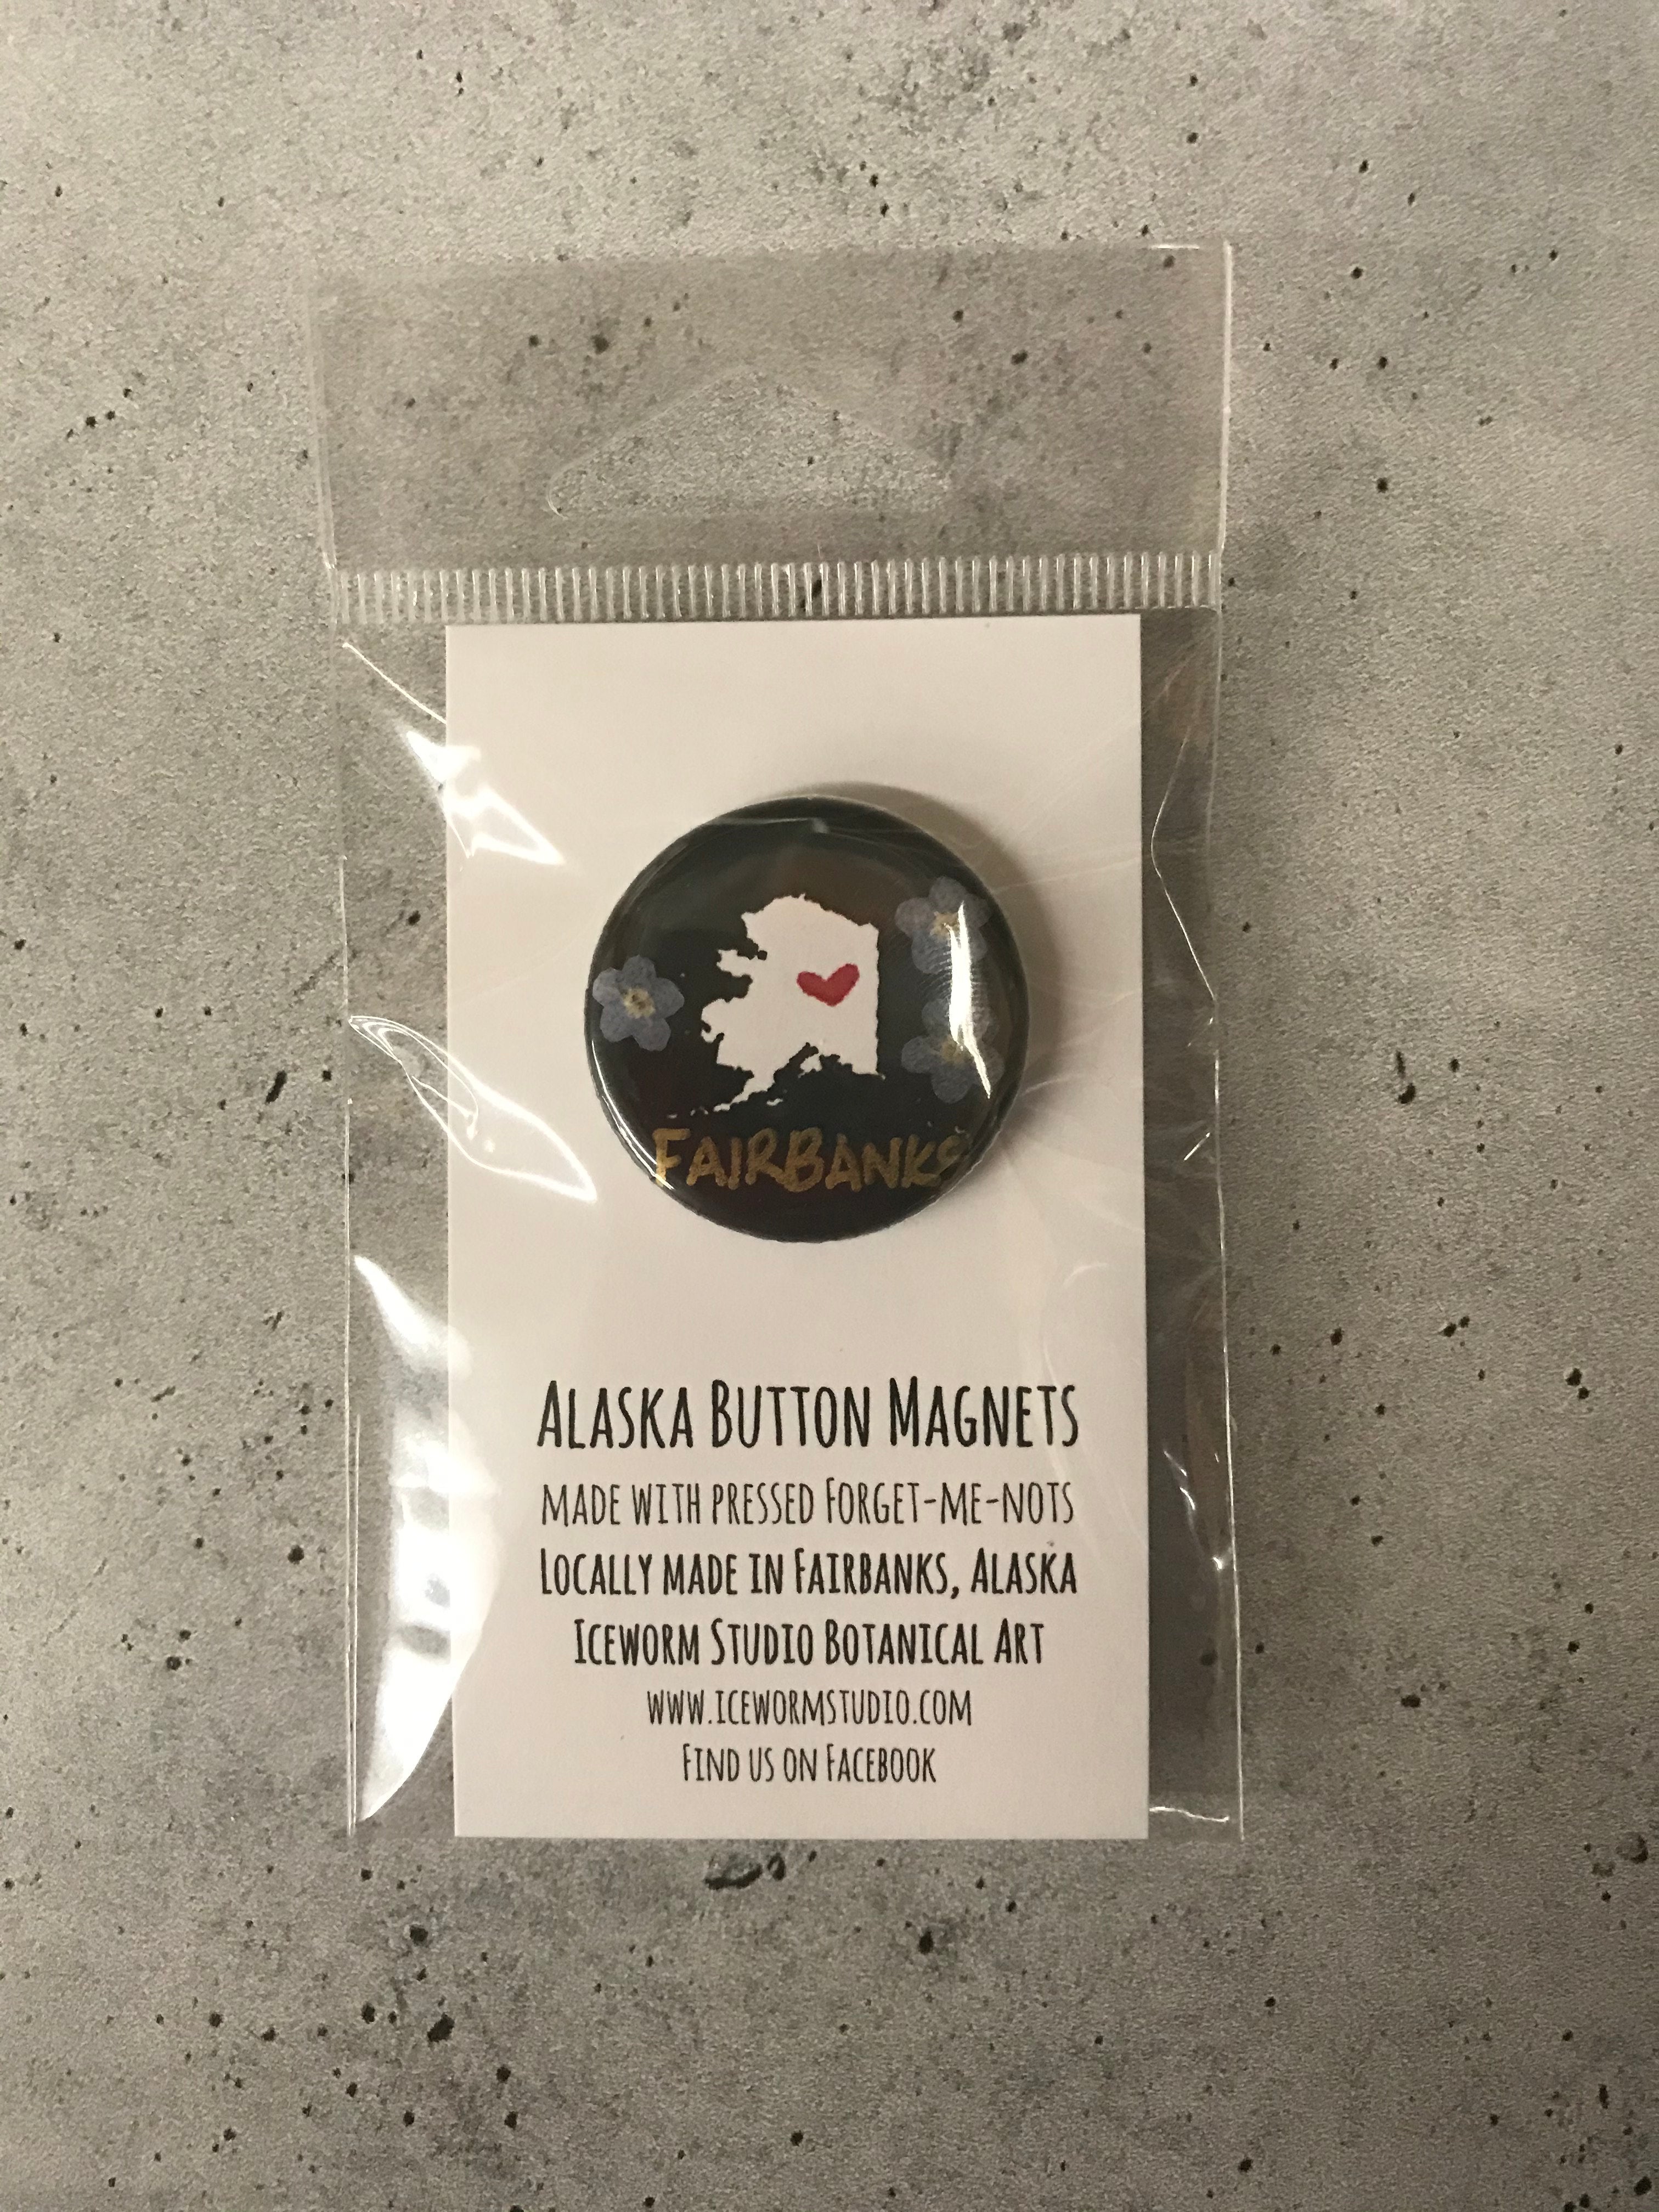 FAIRBANKS
ALASKA BUTTON MAGNETS
MADE WITH PRESSED FORGET-ME-NOTS
LOCALLY MADE IN FAIRBANKS, ALASKA
ICEWORM STUDIO BOTANICAL ART
WWW.ICEWORMSTUDIO.COM
FIND US ON FACEBOOK